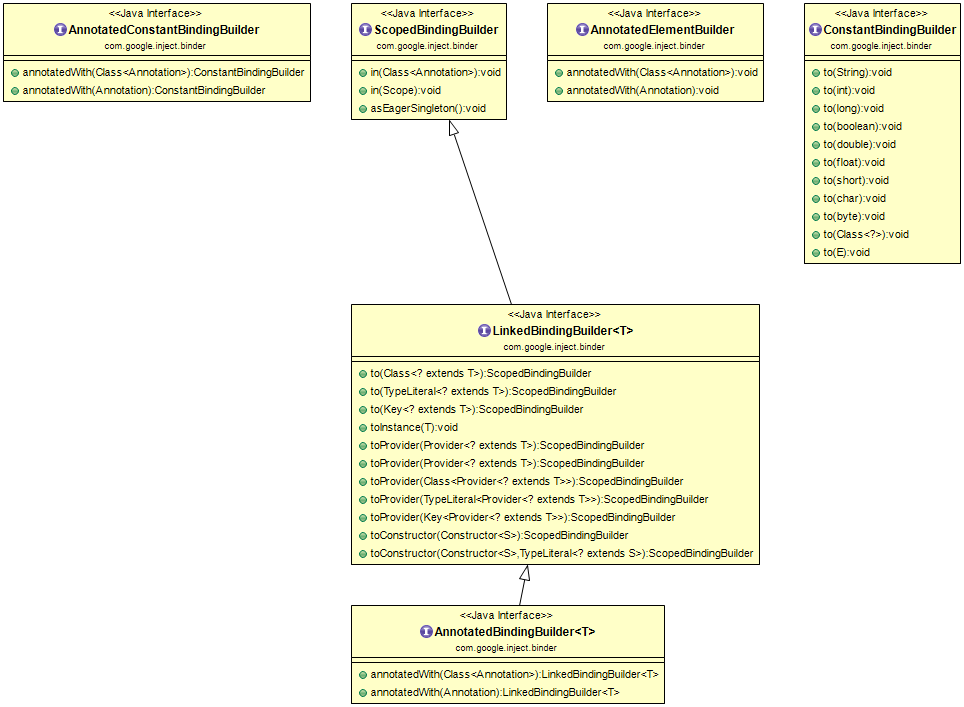 <<Java Interface>>
AnnotatedConstantBindingBuilder
com.google.inject.binder
annotatedWith(Class<Annotation>):ConstantBindingBuilder
annotatedWith(Annotation):ConstantBindingBuilder
<<Java Interface>>
ScopedBindingBuilder
com.google.inject.binder
in(Class<Annotation>):void
in(Scope):void
asEagerSingleton():void
<<Java Interface>>
AnnotatedElementBuilder
com.google.inject.binder
annotatedWith(Class<Annotation>):void
annotatedWith(Annotation):void
<<Java Interface>>
ConstantBindingBuilder
com.google.inject.binder
to(String):void
to(int):void
to(long):void
to(boolean):void
to(double):void
to(float):void
to(short):void
to(char):void
to(byte):void
to(Class<?>):void
to(E):void
<<Java Interface>>
LinkedBindingBuilder<T>
com.google.inject.binder
to(Class<? extends T>):ScopedBindingBuilder
to(TypeLiteral<? extends T>):ScopedBindingBuilder
to(Key<? extends T>):ScopedBindingBuilder
toInstance(T):void
toProvider(Provider<? extends T>):ScopedBindingBuilder
toProvider(Provider<? extends T>):ScopedBindingBuilder
toProvider(Class<Provider<? extends T>>):ScopedBindingBuilder
toProvider(TypeLiteral<Provider<? extends T>>):ScopedBindingBuilder
toProvider(Key<Provider<? extends T>>):ScopedBindingBuilder
toConstructor(Constructor<S>):ScopedBindingBuilder
toConstructor(Constructor<S>,TypeLiteral<? extends S>):ScopedBindingBuilder
<<Java Interface>>
AnnotatedBindingBuilder<T>
com.google.inject.binder
annotatedWith(Class<Annotation>):LinkedBindingBuilder<T>
annotatedWith(Annotation):LinkedBindingBuilder<T>